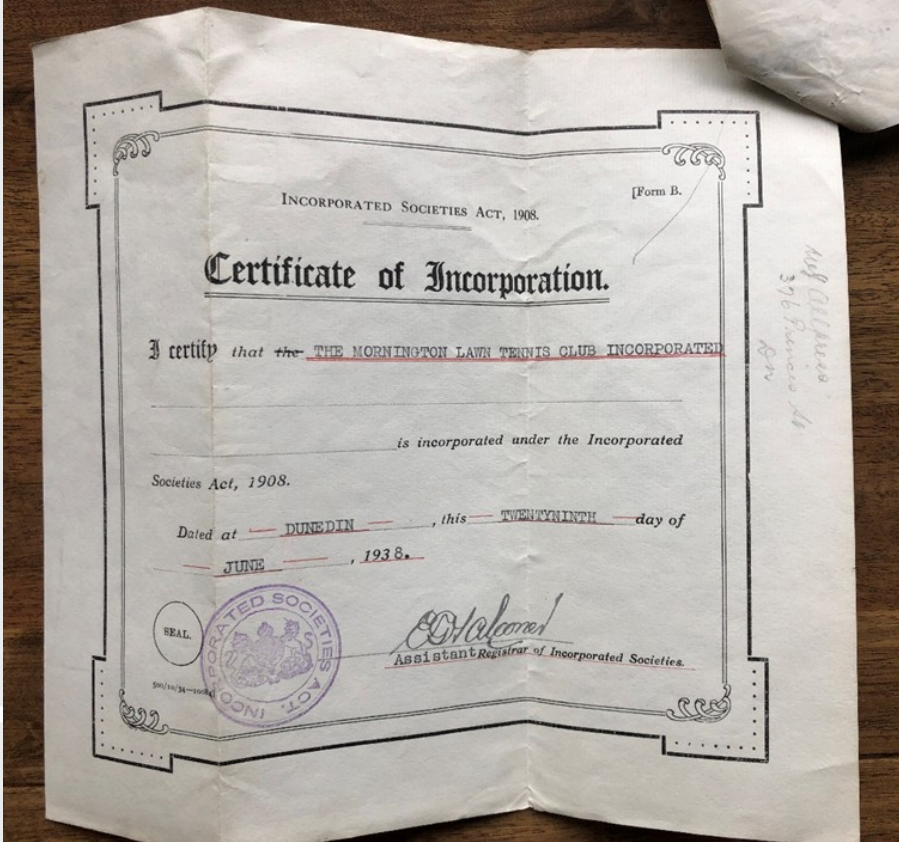 [Form B.
INCORPORATED SOCIETIES ACT, 1908.
Certificate of Incorporation.
I certify that the THE MORNINGTON LAWN TENNIS CLUB INCORPORATED
is incorporated under the Incorporated
Societies Act, 1908.
Dated at — DUNEDIN — , this — TWENTYNINTH — day of
— JUNE — , 1938.
SEAL.
INCORPORATED SOCIETIES ACT.
Assistant Registrar of Incorporated Societies.